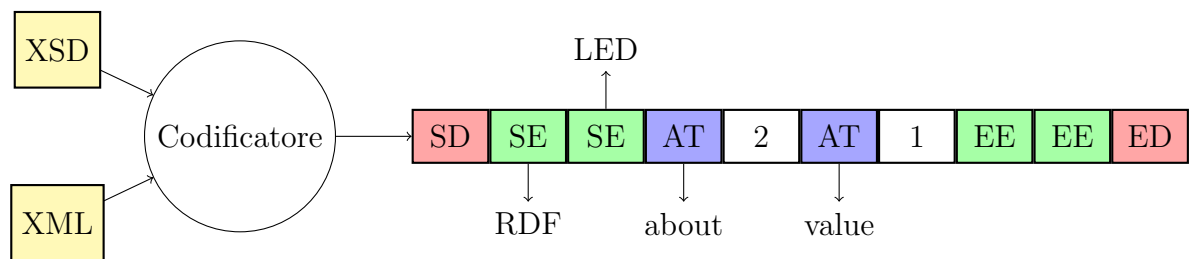 XSD
LED
Codificatore
SD SE SE AT 2 AT 1 EE EE ED
XML
RDF about value